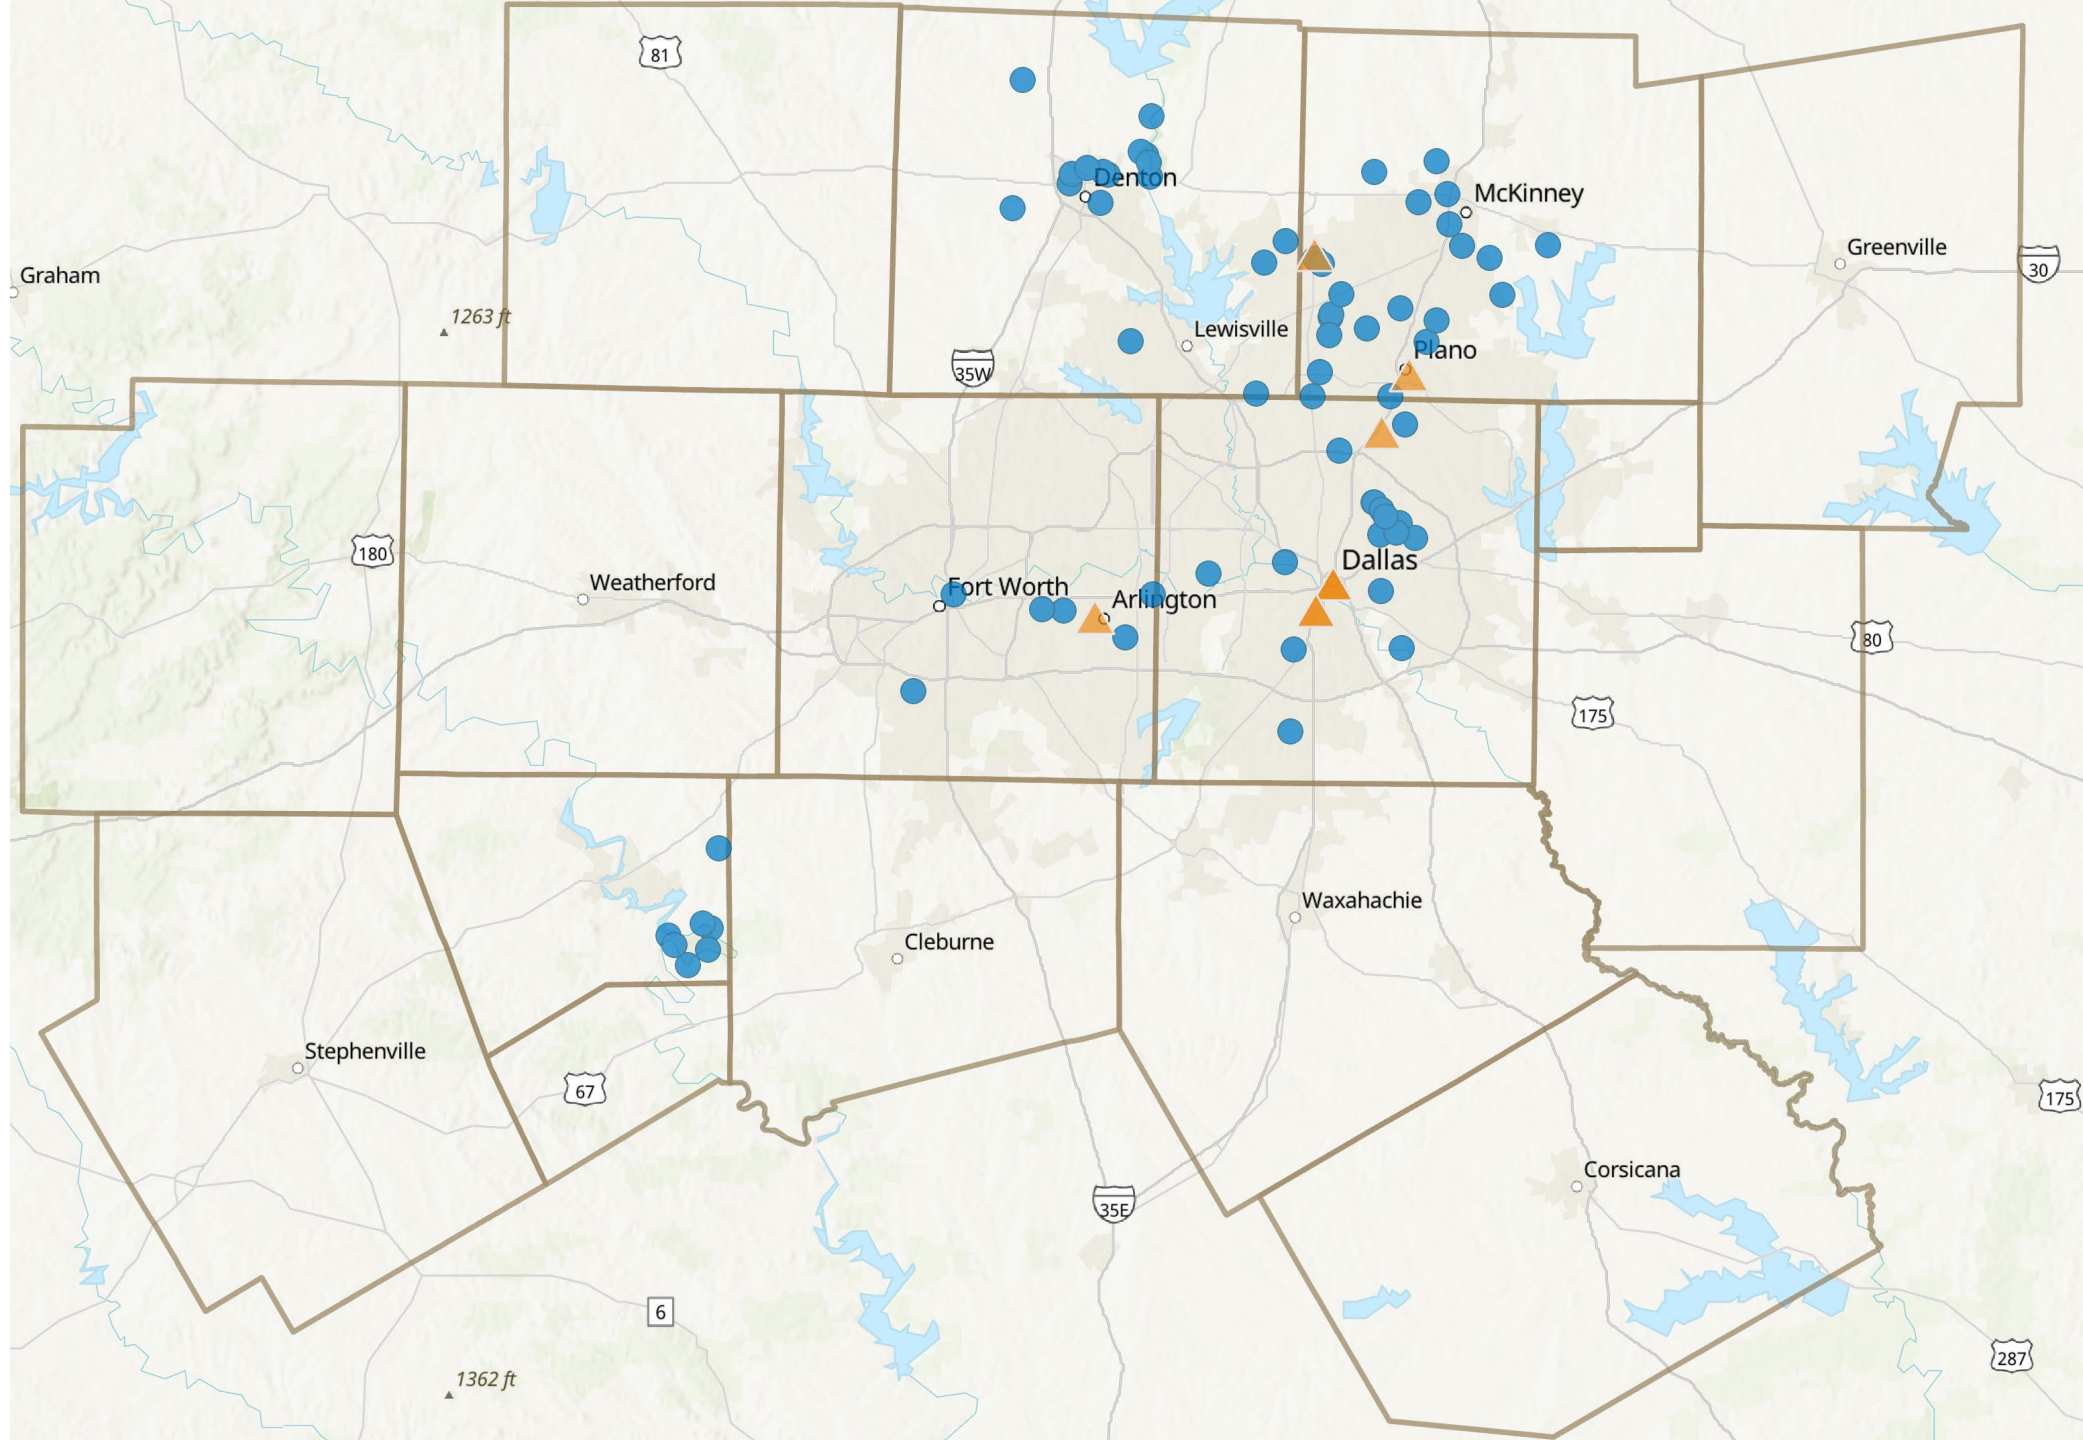 81
Denton
McKinney
Greenville
30
Graham
1263 ft
Lewisville
35W
Plano
180
Dallas
Weatherford
Fort Worth
Arlington
80
175
Waxahachie
Cleburne
Stephenville
67
175
Corsicana
35E
6
287
1362 ft